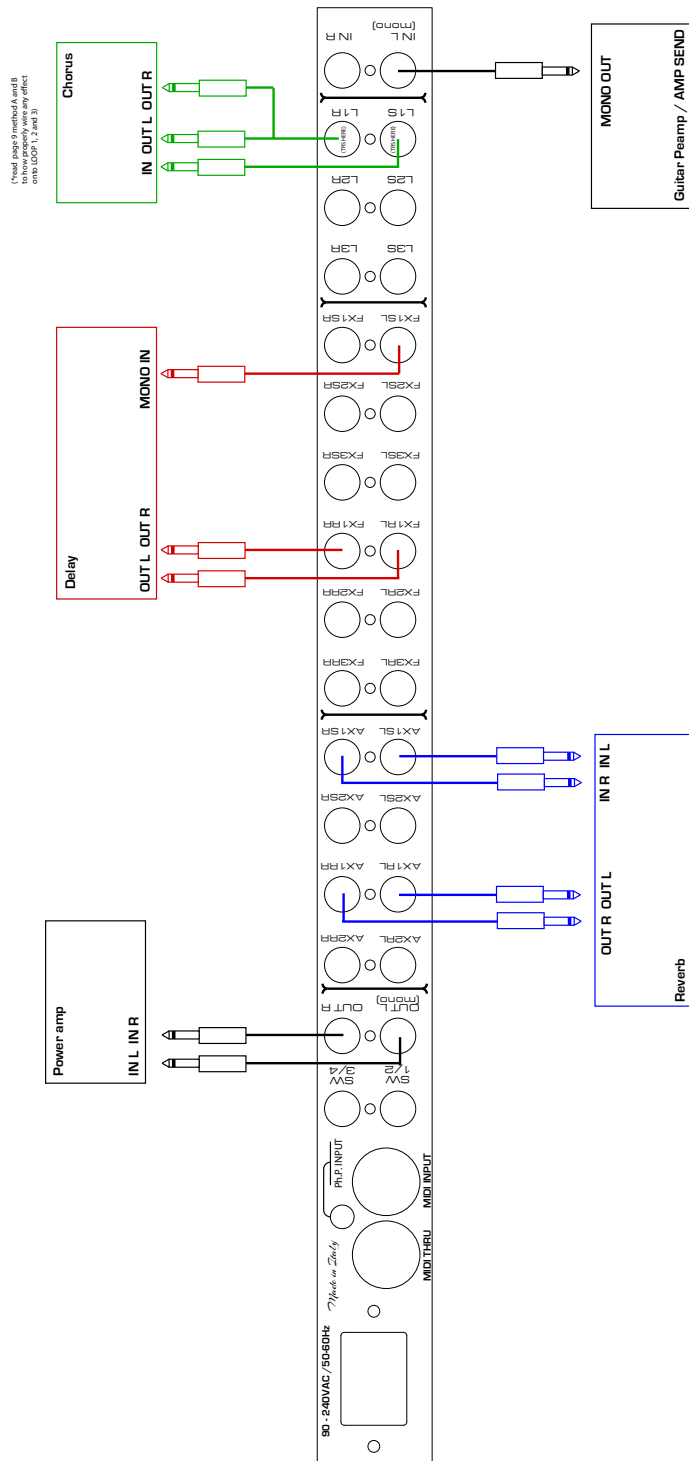 (*read page 9 method A and B
to how properly wire any effect
onto LOOP 1, 2 and 3)
Chorus
IN OUT L OUT R
Delay
OUT L OUT R
MONO IN
Power amp
IN L IN R
MONO OUT
Guitar Peamp / AMP SEND
IN R IN L
OUT R OUT L
Reverb
IN R
IN L
(mono)
L1R
(TRS HERE)
L1S
(TRS HERE)
L2R
L2S
L3R
L3S
FX1SR
FX1SL
FX2SR
FX2SL
FX3SR
FX3SL
FX1RR
FX1RL
FX2RR
FX2RL
FX3RR
FX3RL
AX1SR
AX1SL
AX2SR
AX2SL
AX1RR
AX1RL
AX2RR
AX2RL
OUT R
OUT L
(mono)
SW
3/4
SW
1/2
Ph.P. INPUT
MIDI INPUT
MIDI THRU
Made in Italy
90 - 240VAC / 50-60Hz